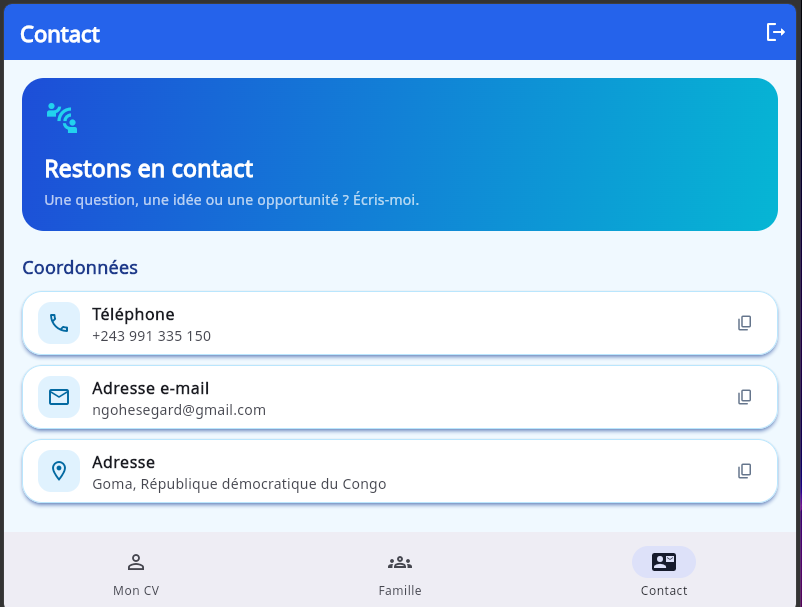 Contact
Restons en contact
Une question, une idée ou une opportunité ? Écris-moi.
Coordonnées
Téléphone
+243 991 335 150
Adresse e-mail
ngohesegard@gmail.com
Adresse
Goma, République démocratique du Congo
Mon CV
Famille
Contact